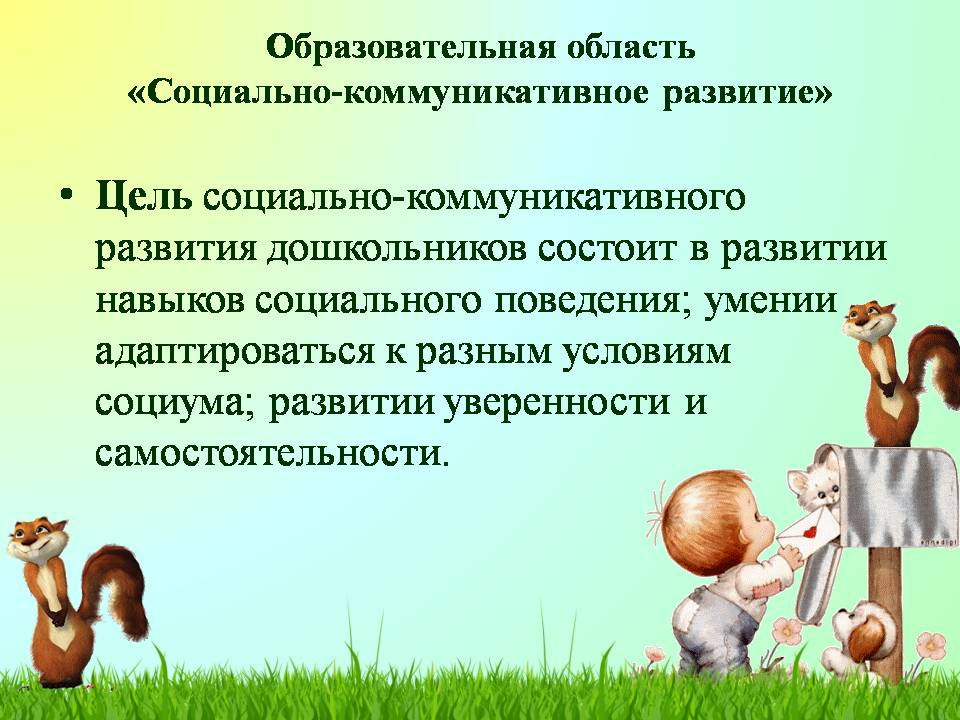 Образовательная область
«Социально-коммуникативное развитие»
• Цель социально-коммуникативного
развития дошкольников состоит в развитии
навыков социального поведения; умении
адаптироваться к разным условиям
социума; развитии уверенности и
самостоятельности.